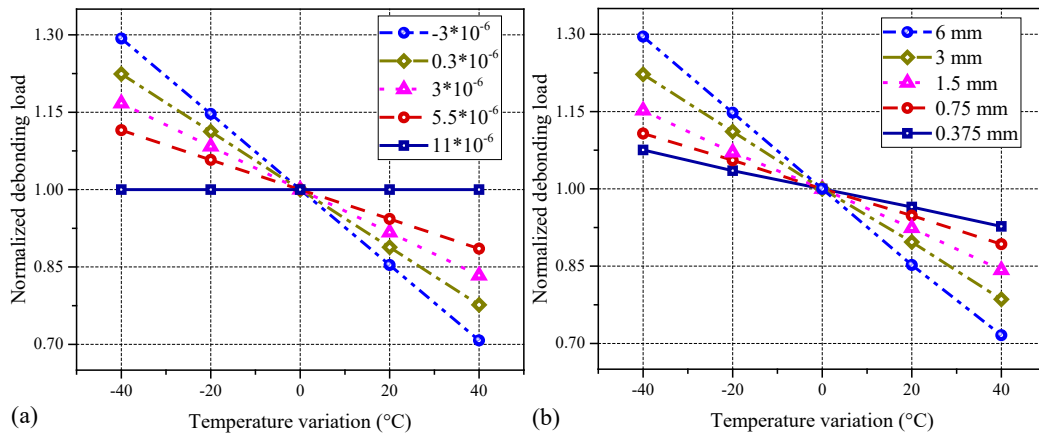 1.30
1.15
1.00
0.85
0.70
Normalized debonding load
-3*10-6
0.3*10-6
3*10-6
5.5*10-6
11*10-6
-40
-20
0
20
40
Temperature variation (°C)
(a)
1.30
1.15
1.00
0.85
0.70
Normalized debonding load
6 mm
3 mm
1.5 mm
0.75 mm
0.375 mm
-40
-20
0
20
40
Temperature variation (°C)
(b)